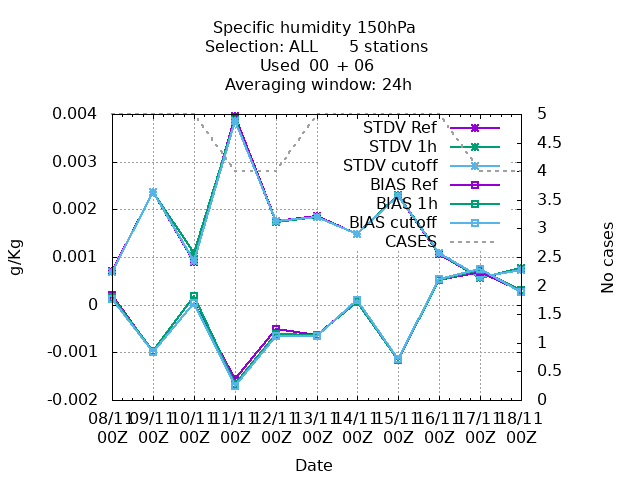 Specific humidity 150hPa
Selection: ALL 5 stations
Used 00 + 06
Averaging window: 24h
0.004
0.003
0.002
0.001
0
-0.001
-0.002
g/Kg
5
4.5
4
3.5
3
2.5
2
1.5
1
0.5
0
No cases
STDV Ref
STDV 1h
STDV cutoff
BIAS Ref
BIAS 1h
BIAS cutoff
CASES
08/11 09/11 10/11 11/11 12/11 13/11 14/11 15/11 16/11 17/11 18/11
00Z 00Z 00Z 00Z 00Z 00Z 00Z 00Z 00Z 00Z 00Z
Date